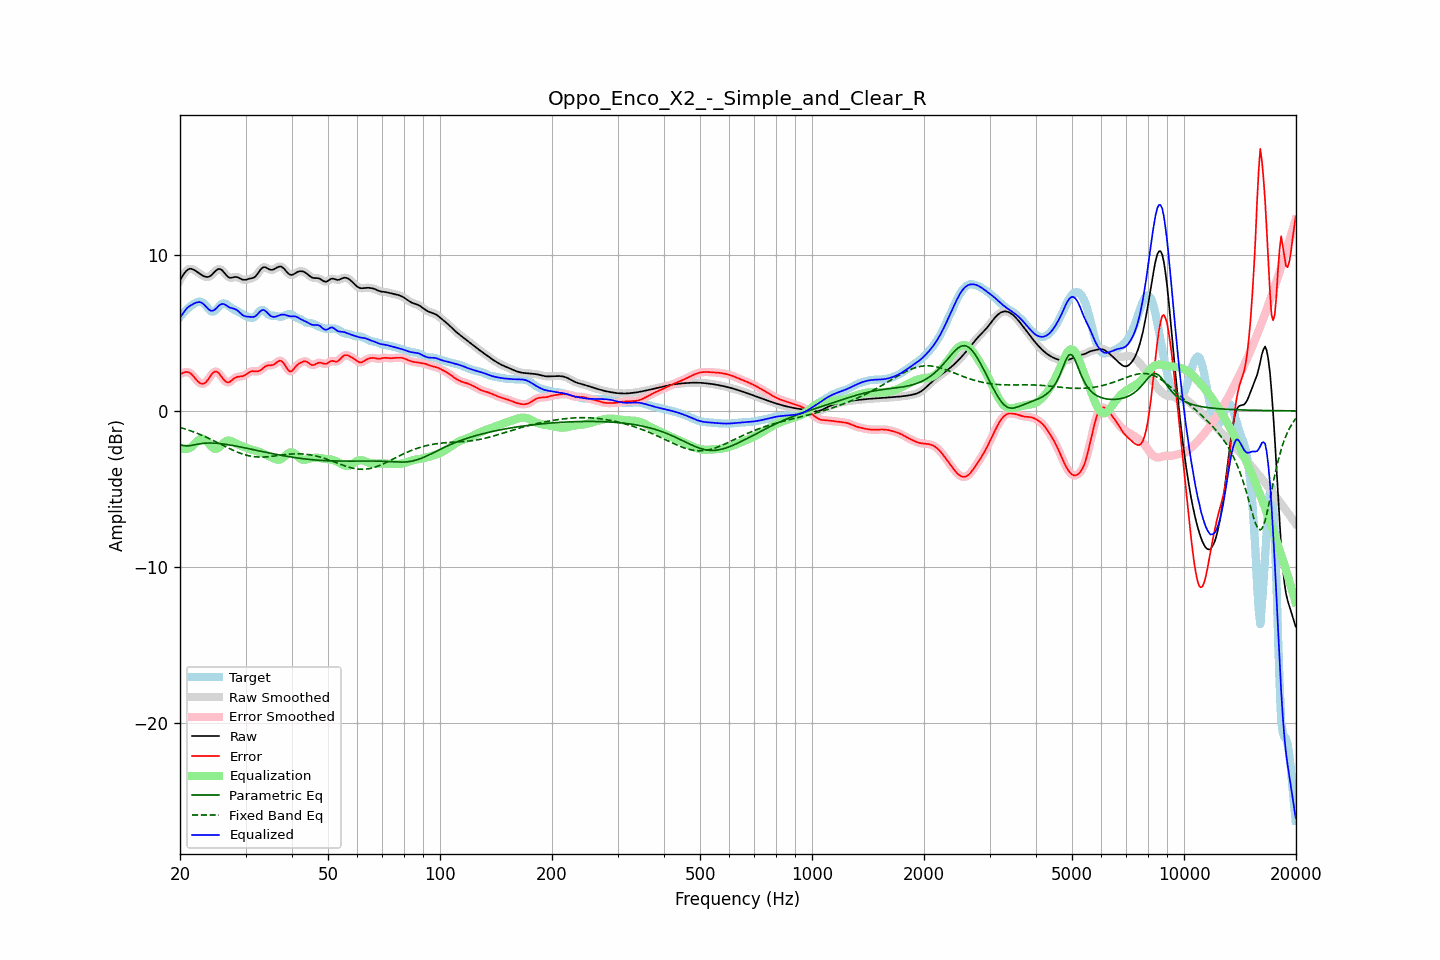 Oppo_Enco_X2_-_Simple_and_Clear_R
Amplitude (dBr)
10
0
−10
−20
Target
Raw Smoothed
Error Smoothed
Raw
Error
Equalization
Parametric Eq
Fixed Band Eq
Equalized
20 50 100 200 500 1000 2000 5000 10000 20000
Frequency (Hz)